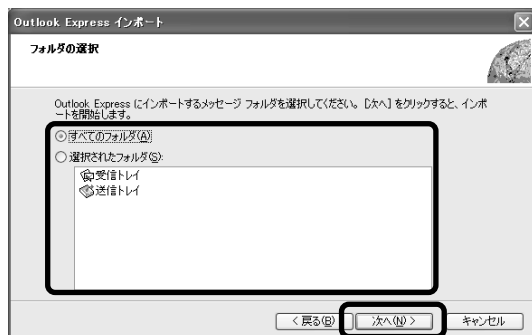 Outlook Express インポート
フォルダの選択
Outlook Express にインポートするメッセージ フォルダを選択してください。[次へ] をクリックすると、インポ
ートを開始します。
すべてのフォルダ(A)
選択されたフォルダ(S):
受信トレイ
送信トレイ
< 戻る(B)
次へ(N) >
キャンセル